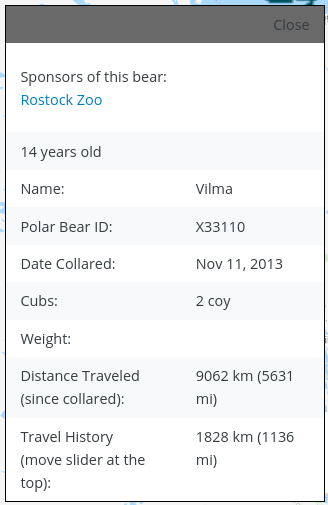 Close
Sponsors of this bear:
Rostock Zoo
14 years old
Name: Vilma
Polar Bear ID: X33110
Date Collared: Nov 11, 2013
Cubs: 2 coy
Weight:
Distance Traveled 9062 km (5631
(since collared): mi)
Travel History 1828 km (1136
(move slider at the mi)
top):